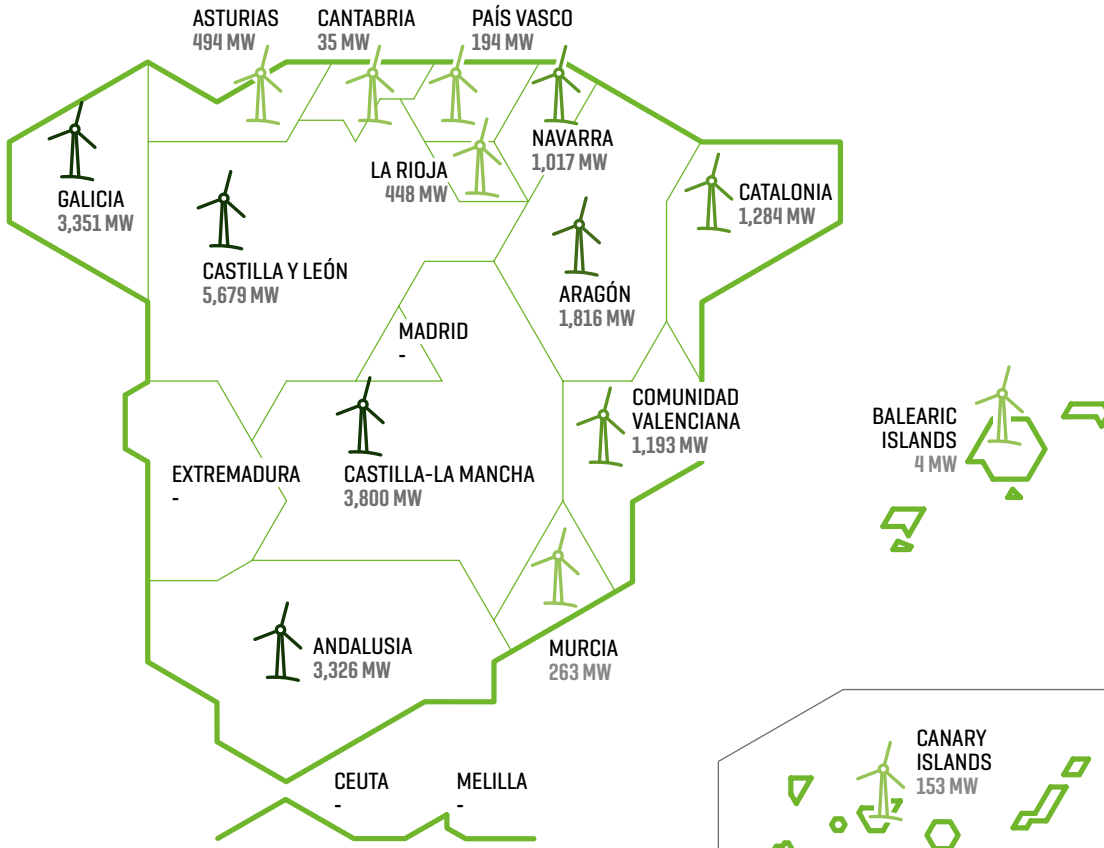 ASTURIAS
494 MW
CANTABRIA
35 MW
PAÍS VASCO
194 MW
NAVARRA
1,017 MW
LA RIOJA
448 MW
CATALONIA
1,284 MW
GALICIA
3,351 MW
CASTILLA Y LEÓN
5,679 MW
ARAGÓN
1,816 MW
MADRID
-
COMUNIDAD
VALENCIANA
1,193 MW
BALEARIC
ISLANDS
4 MW
EXTREMADURA
-
CASTILLA-LA MANCHA
3,800 MW
ANDALUSIA
3,326 MW
MURCIA
263 MW
CANARY
ISLANDS
153 MW
CEUTA
-
MELILLA
-